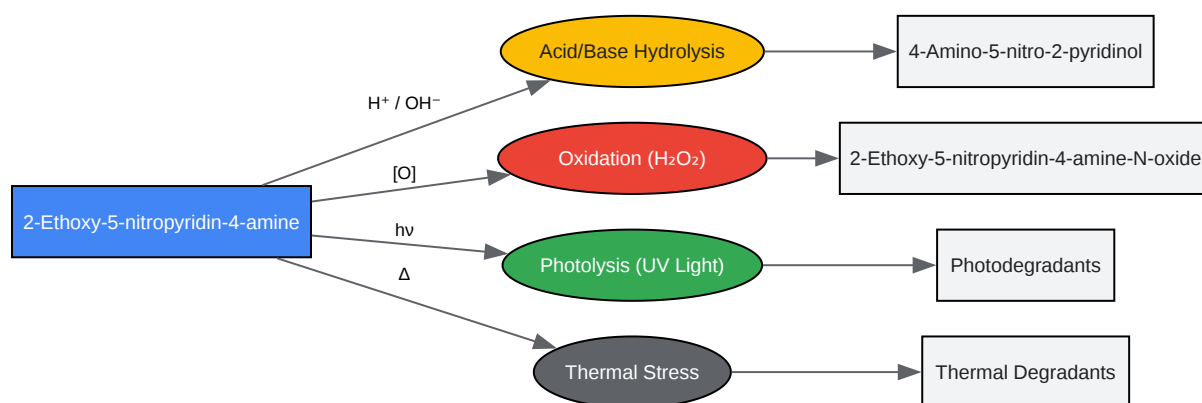 Acid/Base Hydrolysis
4-Amino-5-nitro-2-pyridinol
H⁺ / OH⁻
Oxidation (H₂O₂)
2-Ethoxy-5-nitropyridin-4-amine-N-oxide
[O]
2-Ethoxy-5-nitropyridin-4-amine
hν
Photolysis (UV Light)
Photodegradants
Δ
Thermal Stress
Thermal Degradants